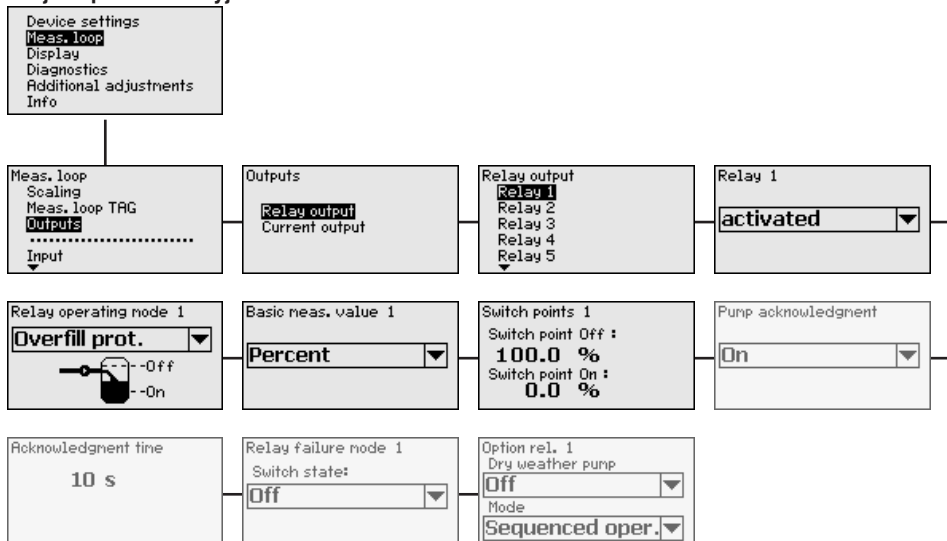 Device settings
Meas. loop
Display
Diagnostics
Additional adjustments
Info
Meas. loop
Scaling
Meas. loop TAG
Outputs
Input
Outputs
Relay output
Current output
Relay output
Relay 1
Relay 2
Relay 3
Relay 4
Relay 5
Relay 1
activated
Relay operating mode 1
Overfill prot.
--Off
--On
Basic meas. value 1
Percent
Switch points 1
Switch point Off :
100.0 %
Switch point On :
0.0 %
Pump acknowledgment
On
Acknowledgment time
10 s
Relay failure mode 1
Switch state:
Off
Option rel. 1
Dry weather pump
Off
Mode
Sequenced oper.